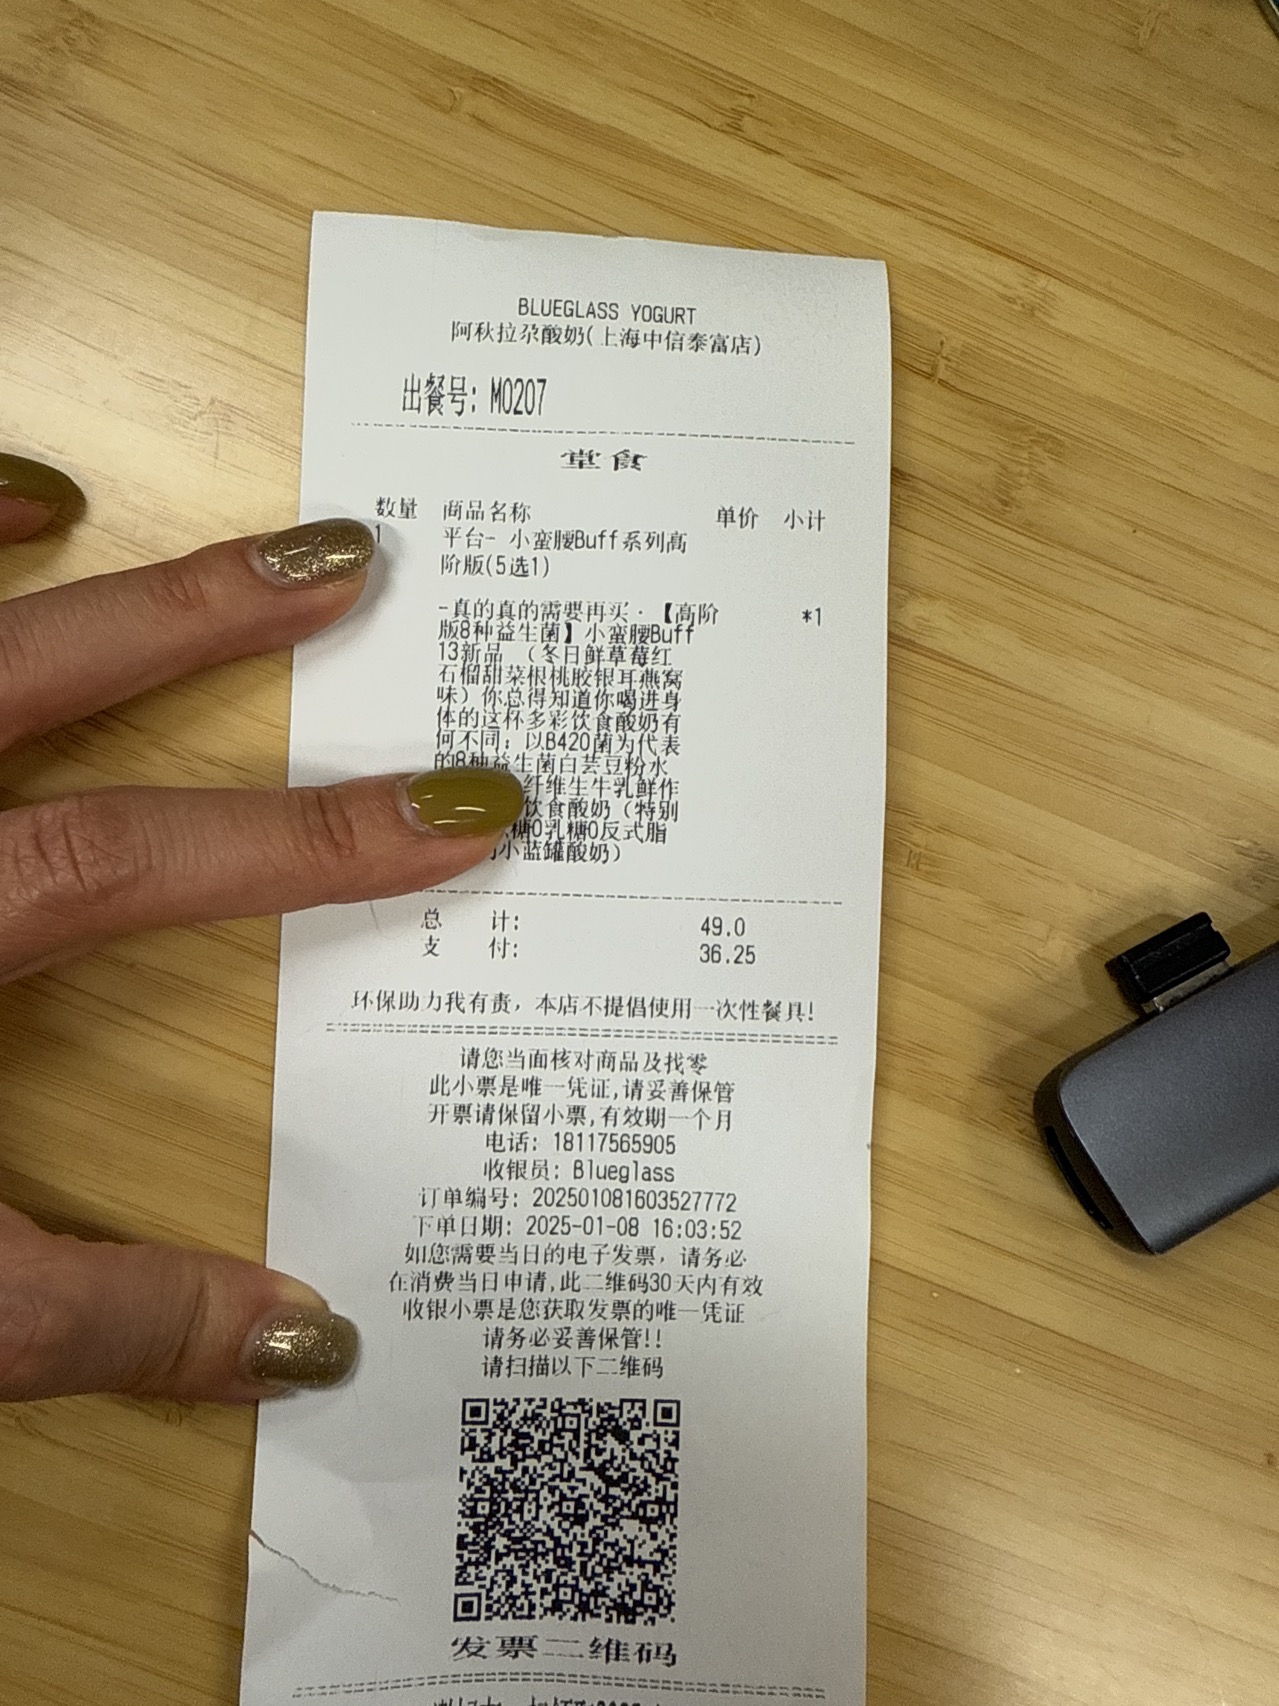 BLUEGLASS YOGURT
阿秋拉尕酸奶(上海中信泰富店)
出餐号: M0207
堂食
数量 商品名称 单价 小计
1 平台- 小蛮腰Buff系列高
阶版(5选1)
-真的真的需要再买·【高阶 *1
版8种益生菌】小蛮腰Buff
13新品 (冬日鲜草莓红
石榴甜菜根桃胶银耳燕窝
味) 你总得知道你喝进身
体的这杯多彩饮食酸奶有
何不同: 以B420菌为代表
的8种益生菌白芸豆粉水
纤维生牛乳鲜作
饮食酸奶 (特别
糖0乳糖0反式脂
小蓝罐酸奶)
总 计: 49.0
支 付: 36.25
环保助力我有责, 本店不提倡使用一次性餐具!
请您当面核对商品及找零
此小票是唯一凭证,请妥善保管
开票请保留小票,有效期一个月
电话: 18117565905
收银员: Blueglass
订单编号: 202501081603527772
下单日期: 2025-01-08 16:03:52
如您需要当日的电子发票, 请务必
在消费当日申请,此二维码30天内有效
收银小票是您获取发票的唯一凭证
请务必妥善保管!!
请扫描以下二维码
发票二维码